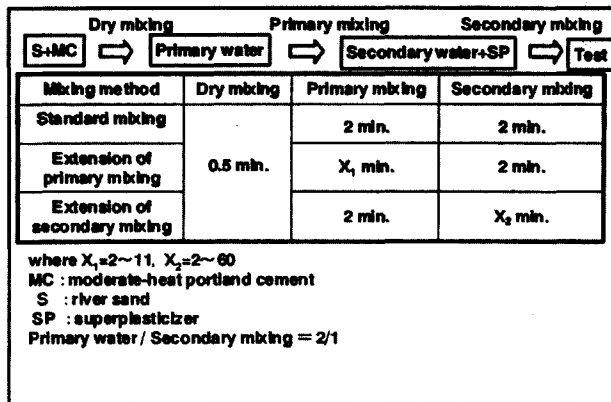 Dry mixing Primary mixing Secondary mixing
S+MC Primary water Secondary water+SP Test
Mixing method Dry mixing Primary mixing Secondary mixing
Standard mixing 0.5 min. 2 min. 2 min.
Extension of primary mixing X₁ min. 2 min.
Extension of secondary mixing 2 min. X₂ min.
where X₁=2~11, X₂=2~60
MC : moderate-heat portland cement
S : river sand
SP : superplasticizer
Primary water / Secondary mixing = 2/1